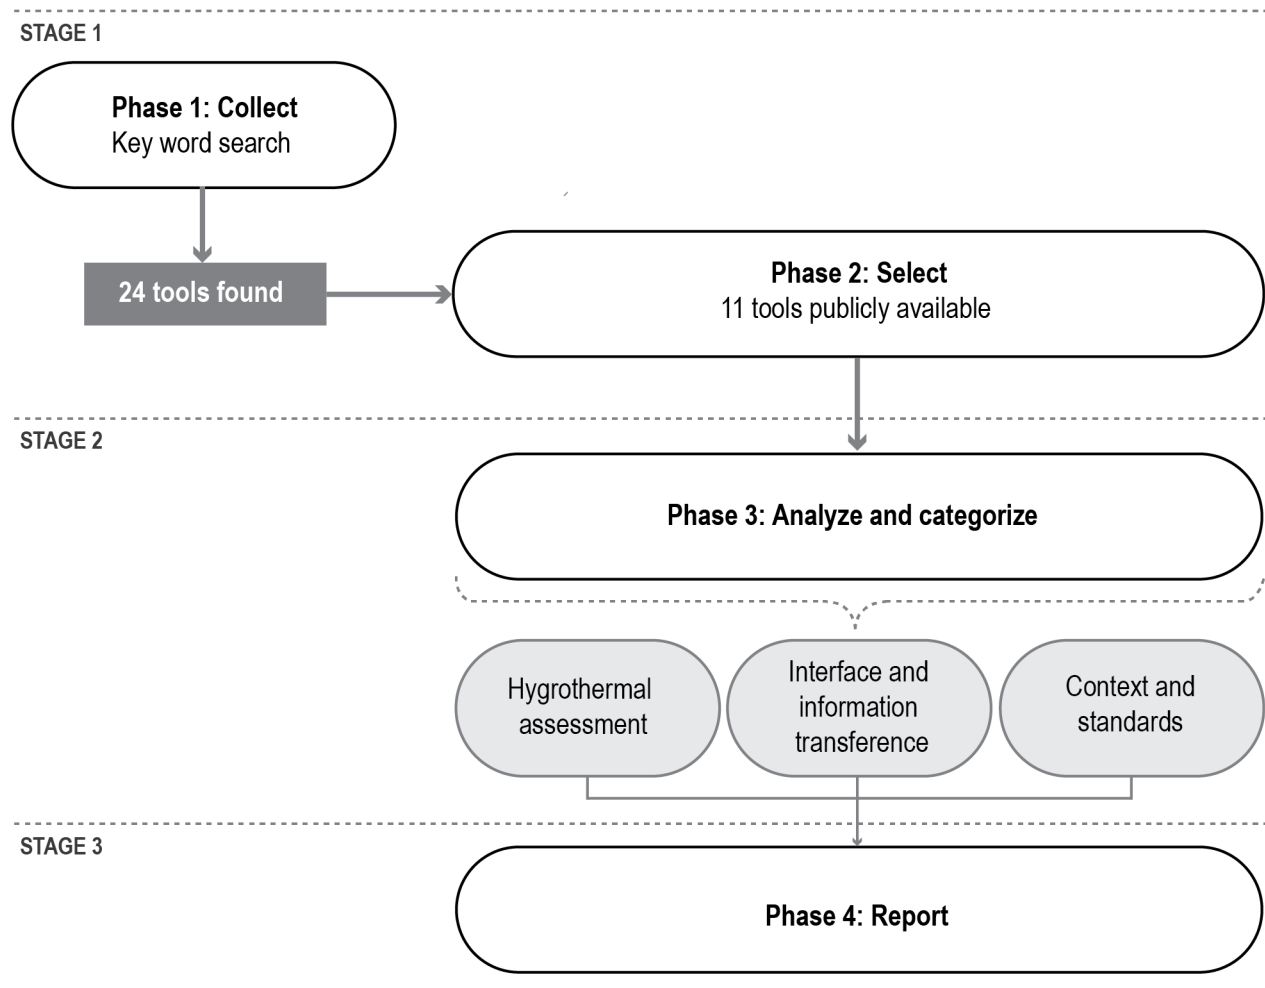 STAGE 1
Phase 1: Collect
Key word search
24 tools found
Phase 2: Select
11 tools publicly available
STAGE 2
Phase 3: Analyze and categorize
Hygrothermal
assessment
Interface and
information
transference
Context and
standards
STAGE 3
Phase 4: Report